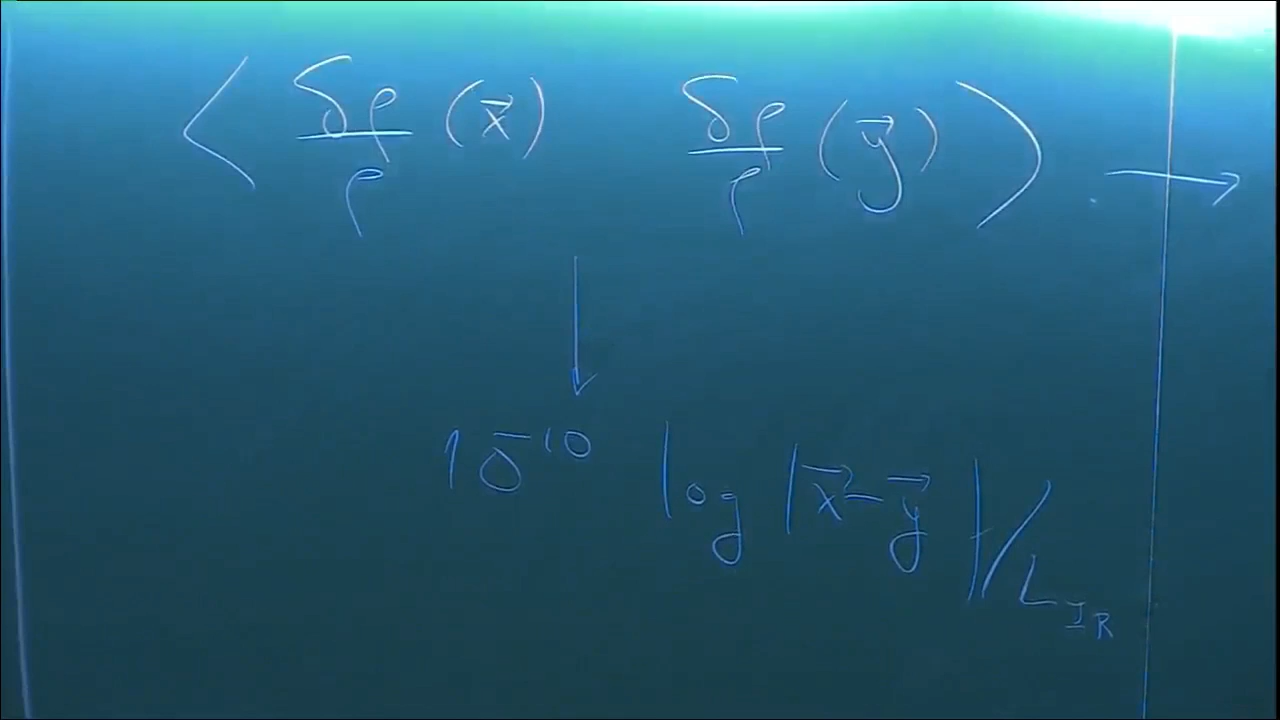 ⟨ δρ/ρ (x⃗) δρ/ρ (y⃗) ⟩ →
↓
10⁻¹⁰ log |x⃗ − y⃗| / L_IR